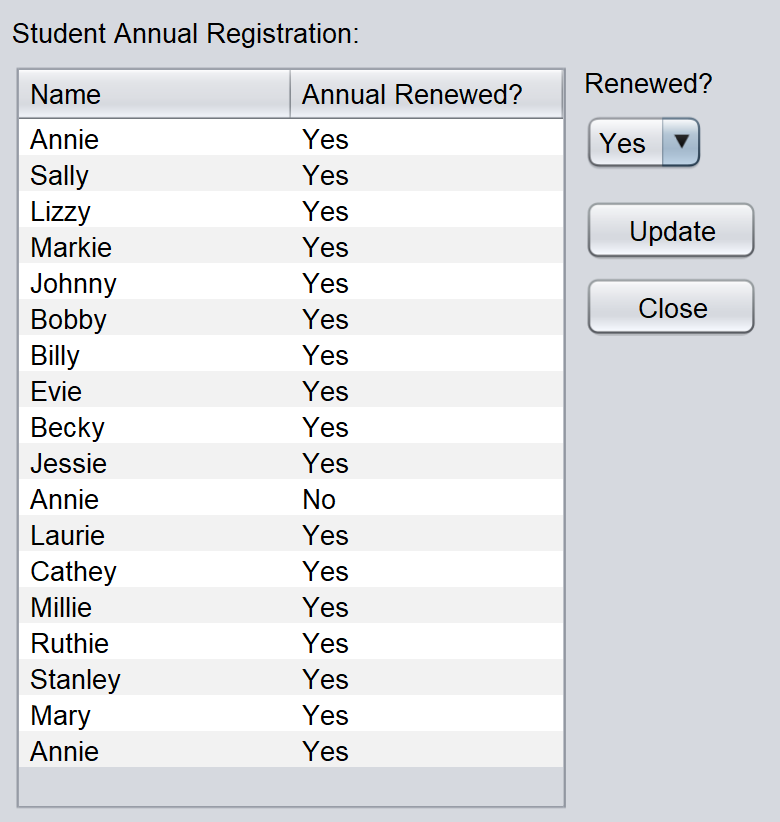 Student Annual Registration:
Name Annual Renewed?
Annie Yes
Sally Yes
Lizzy Yes
Markie Yes
Johnny Yes
Bobby Yes
Billy Yes
Evie Yes
Becky Yes
Jessie Yes
Annie No
Laurie Yes
Cathey Yes
Millie Yes
Ruthie Yes
Stanley Yes
Mary Yes
Annie Yes
Renewed?
Yes
Update
Close